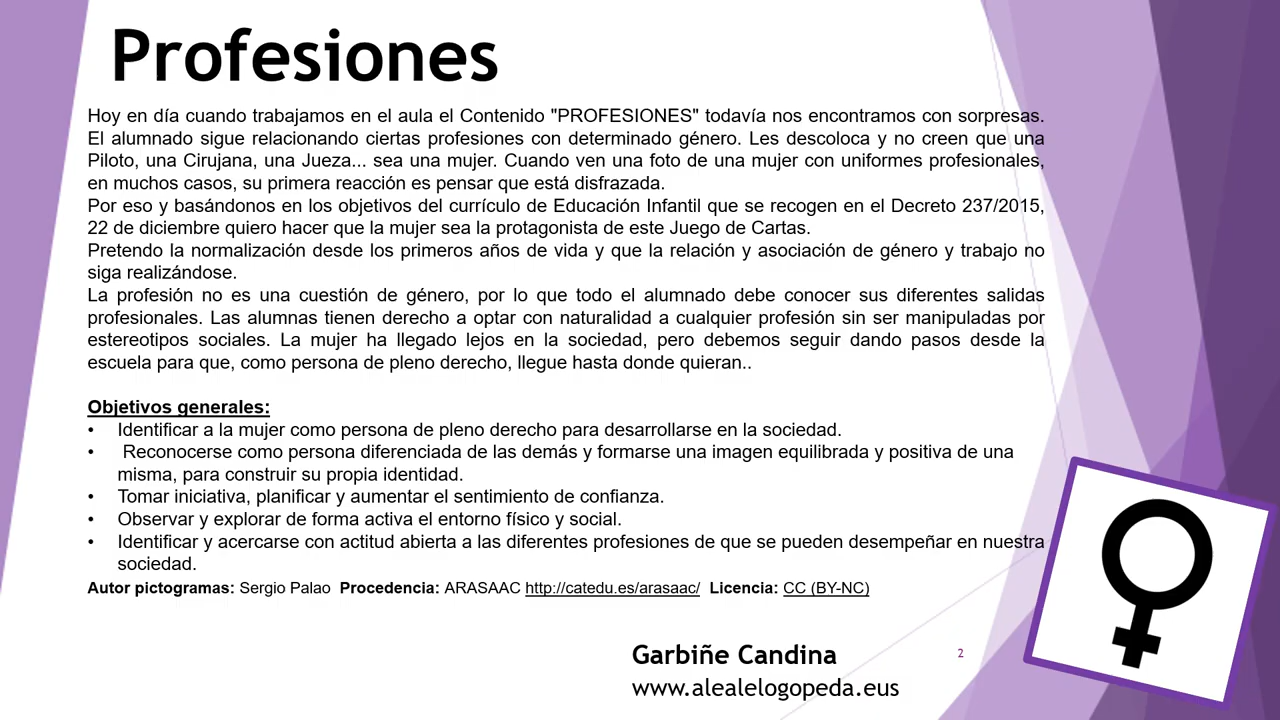 Profesiones
Hoy en día cuando trabajamos en el aula el Contenido "PROFESIONES" todavía nos encontramos con sorpresas.
El alumnado sigue relacionando ciertas profesiones con determinado género. Les descoloca y no creen que una
Piloto, una Cirujana, una Jueza... sea una mujer. Cuando ven una foto de una mujer con uniformes profesionales,
en muchos casos, su primera reacción es pensar que está disfrazada.
Por eso y basándonos en los objetivos del currículo de Educación Infantil que se recogen en el Decreto 237/2015,
22 de diciembre quiero hacer que la mujer sea la protagonista de este Juego de Cartas.
Pretendo la normalización desde los primeros años de vida y que la relación y asociación de género y trabajo no
siga realizándose.
La profesión no es una cuestión de género, por lo que todo el alumnado debe conocer sus diferentes salidas
profesionales. Las alumnas tienen derecho a optar con naturalidad a cualquier profesión sin ser manipuladas por
estereotipos sociales. La mujer ha llegado lejos en la sociedad, pero debemos seguir dando pasos desde la
escuela para que, como persona de pleno derecho, llegue hasta donde quieran..
Objetivos generales:
• Identificar a la mujer como persona de pleno derecho para desarrollarse en la sociedad.
• Reconocerse como persona diferenciada de las demás y formarse una imagen equilibrada y positiva de una
misma, para construir su propia identidad.
• Tomar iniciativa, planificar y aumentar el sentimiento de confianza.
• Observar y explorar de forma activa el entorno físico y social.
• Identificar y acercarse con actitud abierta a las diferentes profesiones de que se pueden desempeñar en nuestra
sociedad.
Autor pictogramas: Sergio Palao Procedencia: ARASAAC http://catedu.es/arasaac/ Licencia: CC (BY-NC)
Garbiñe Candina
2
www.alealelogopeda.eus